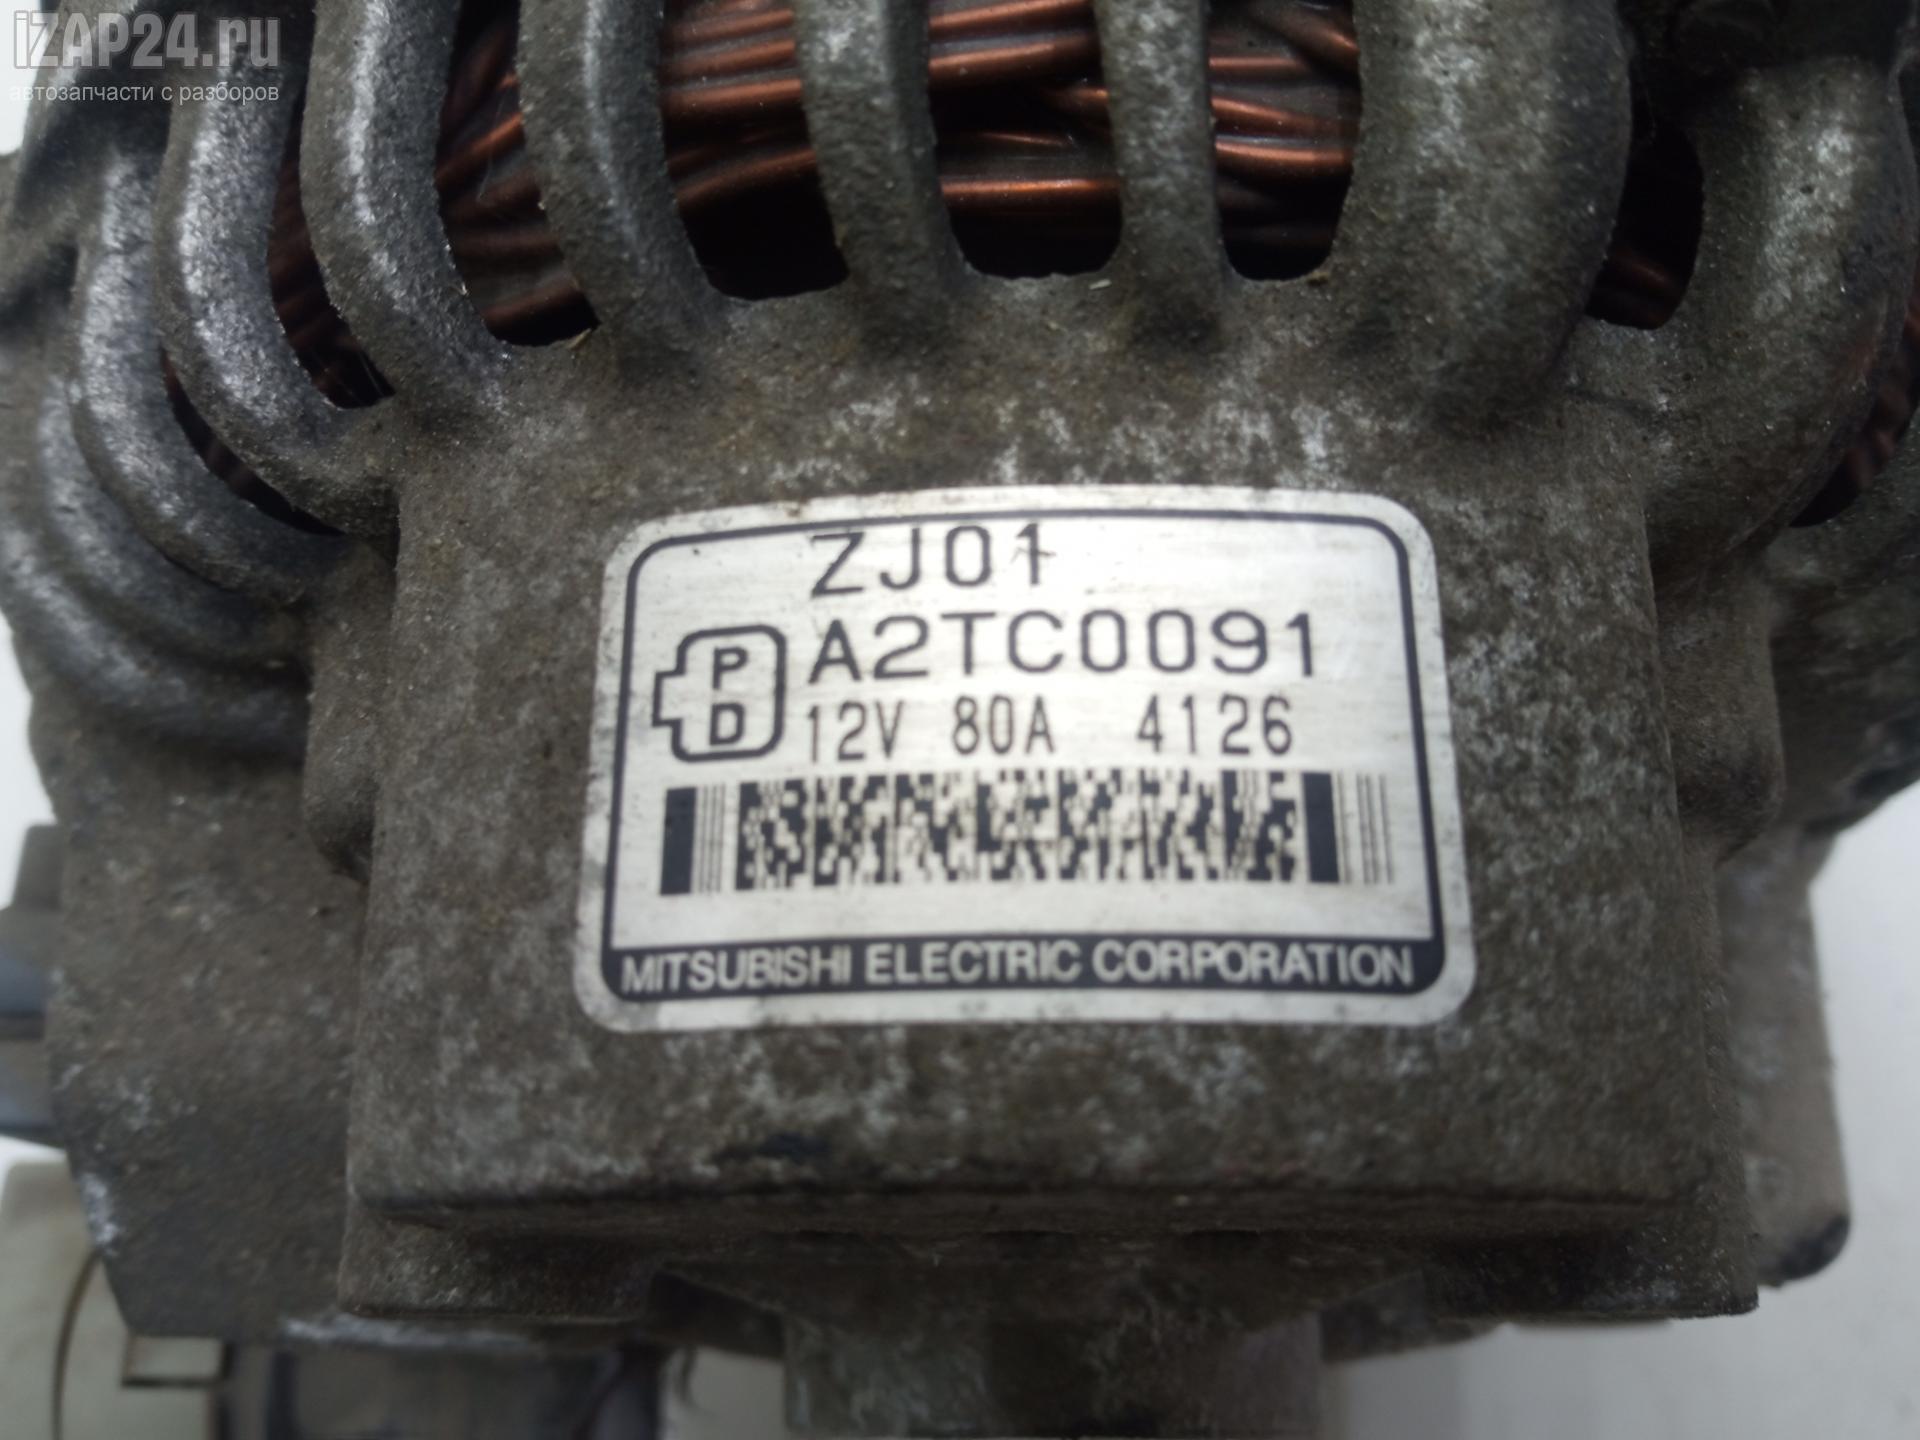 iZAP24.ru
автозапчасти с разборов
ZJ01
P
D
A2TC0091
12V 80A 4126
MITSUBISHI ELECTRIC CORPORATION